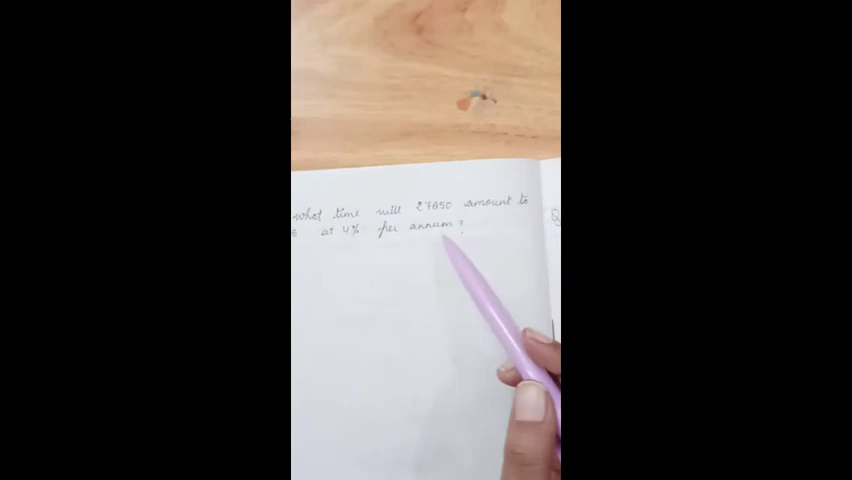 what time will ₹7650 amount to
at 4% per annum?
Q